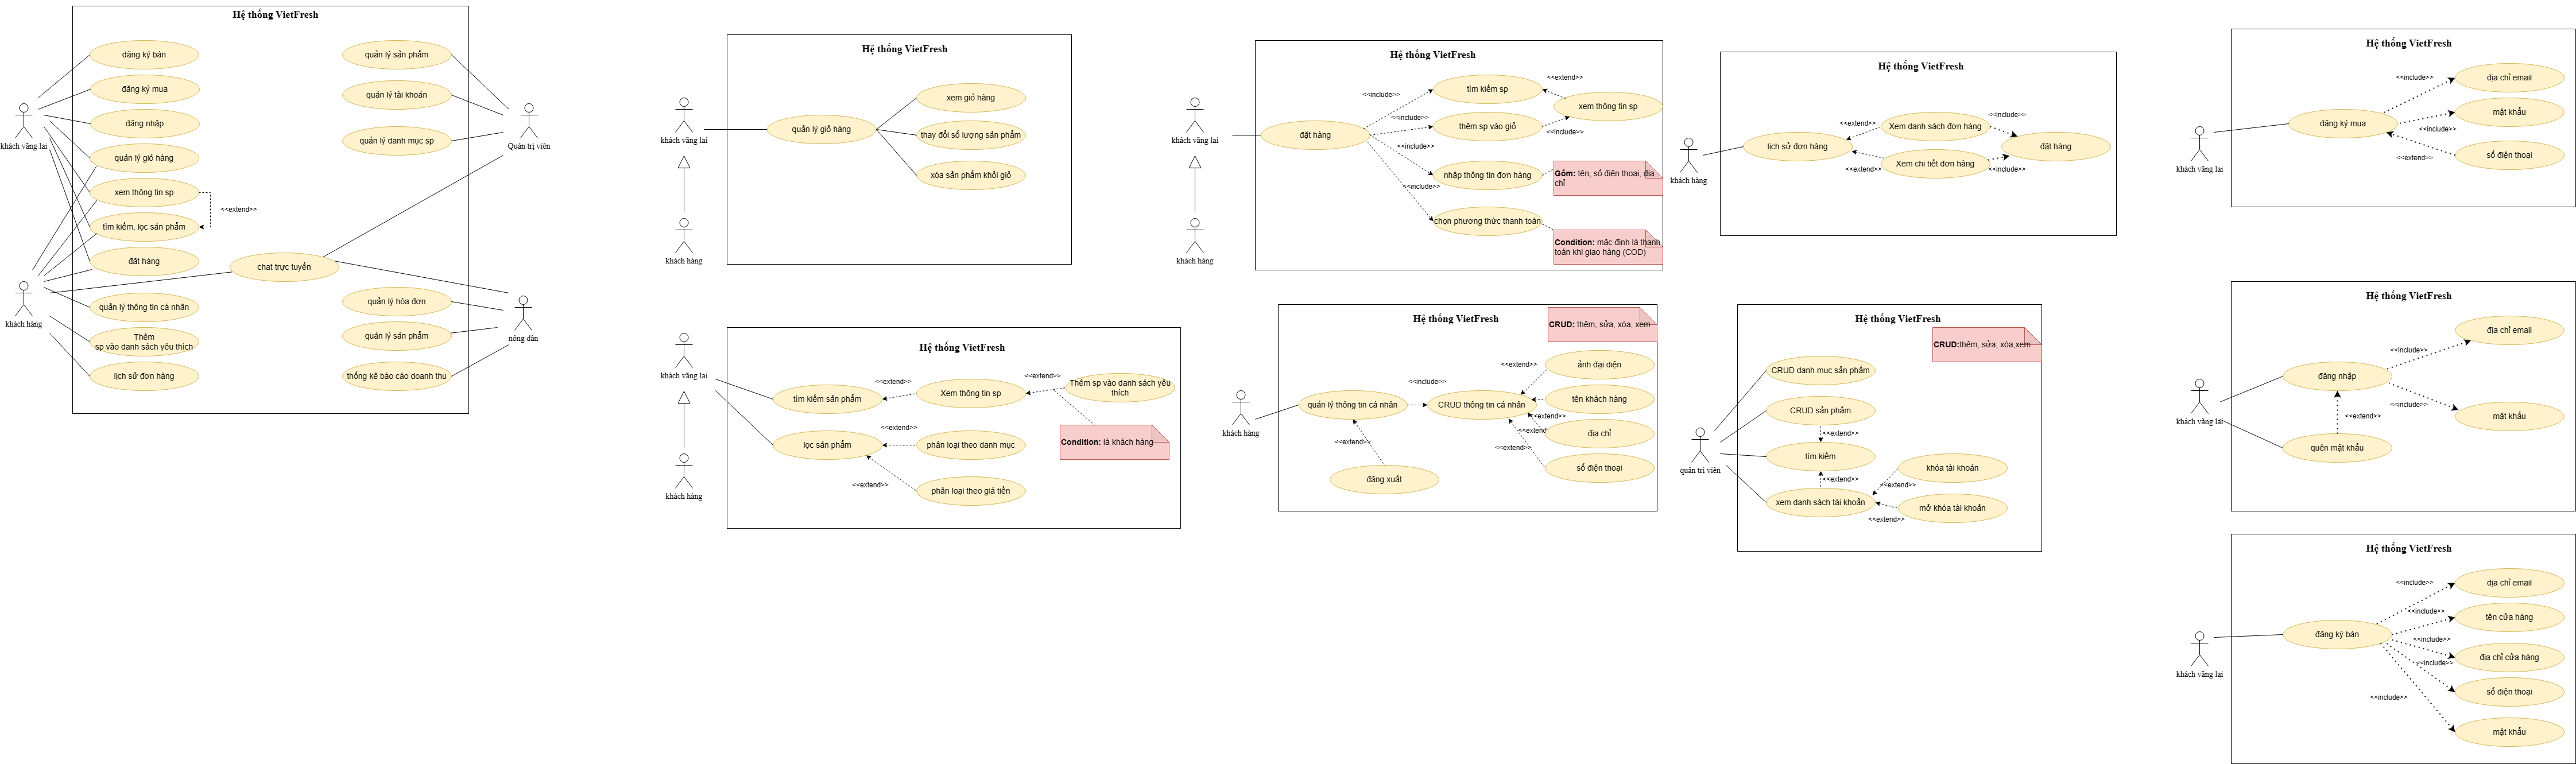 Hệ thống VietFresh
đăng ký bán
đăng ký mua
đăng nhập
quản lý giỏ hàng
xem thông tin sp
<<extend>>
tìm kiếm, lọc sản phẩm
đặt hàng
chat trực tuyến
quản lý thông tin cá nhân
Thêm
sp vào danh sách yêu thích
lịch sử đơn hàng
quản lý sản phẩm
quản lý tài khoản
quản lý danh mục sp
quản lý hóa đơn
quản lý sản phẩm
thống kê báo cáo doanh thu
khách vãng lai
khách hàng
Quản trị viên
nông dân
Hệ thống VietFresh
khách vãng lai
khách hàng
quản lý giỏ hàng
xem giỏ hàng
thay đổi số lượng sản phẩm
xóa sản phẩm khỏi giỏ
Hệ thống VietFresh
khách vãng lai
khách hàng
tìm kiếm sản phẩm
<<extend>>
Xem thông tin sp
<<extend>>
Thêm sp vào danh sách yêu
thích
lọc sản phẩm
<<extend>>
phân loại theo danh mục
Condition: là khách hàng
<<extend>>
phân loại theo giá tiền
Hệ thống VietFresh
khách vãng lai
khách hàng
đặt hàng
<<include>>
tìm kiếm sp
<<extend>>
xem thông tin sp
<<include>>
thêm sp vào giỏ
<<include>>
<<include>>
nhập thông tin đơn hàng
Gồm: tên, số điện thoại, địa
chỉ
<<include>>
chọn phương thức thanh toán
Condition: mặc định là thanh
toán khi giao hàng (COD)
Hệ thống VietFresh
CRUD: thêm, sửa, xóa, xem
khách hàng
quản lý thông tin cá nhân
<<include>>
CRUD thông tin cá nhân
<<extend>>
ảnh đại diện
tên khách hàng
<<extend>>
<<extend>>
địa chỉ
<<extend>>
số điện thoại
<<extend>>
đăng xuất
Hệ thống VietFresh
khách hàng
lịch sử đơn hàng
<<extend>>
Xem danh sách đơn hàng
<<include>>
đặt hàng
<<extend>>
Xem chi tiết đơn hàng
<<include>>
Hệ thống VietFresh
CRUD:thêm, sửa, xóa,xem
quản trị viên
CRUD danh mục sản phẩm
CRUD sản phẩm
<<extend>>
tìm kiếm
<<extend>>
xem danh sách tài khoản
<<extend>>
khóa tài khoản
<<extend>>
mở khóa tài khoản
Hệ thống VietFresh
khách vãng lai
đăng ký mua
<<include>>
địa chỉ email
<<include>>
mật khẩu
<<extend>>
số điện thoại
Hệ thống VietFresh
khách vãng lai
đăng nhập
<<include>>
địa chỉ email
<<include>>
mật khẩu
<<extend>>
quên mật khẩu
Hệ thống VietFresh
khách vãng lai
đăng ký bán
<<include>>
địa chỉ email
<<include>>
tên cửa hàng
<<include>>
địa chỉ cửa hàng
<<include>>
số điện thoại
<<include>>
mật khẩu